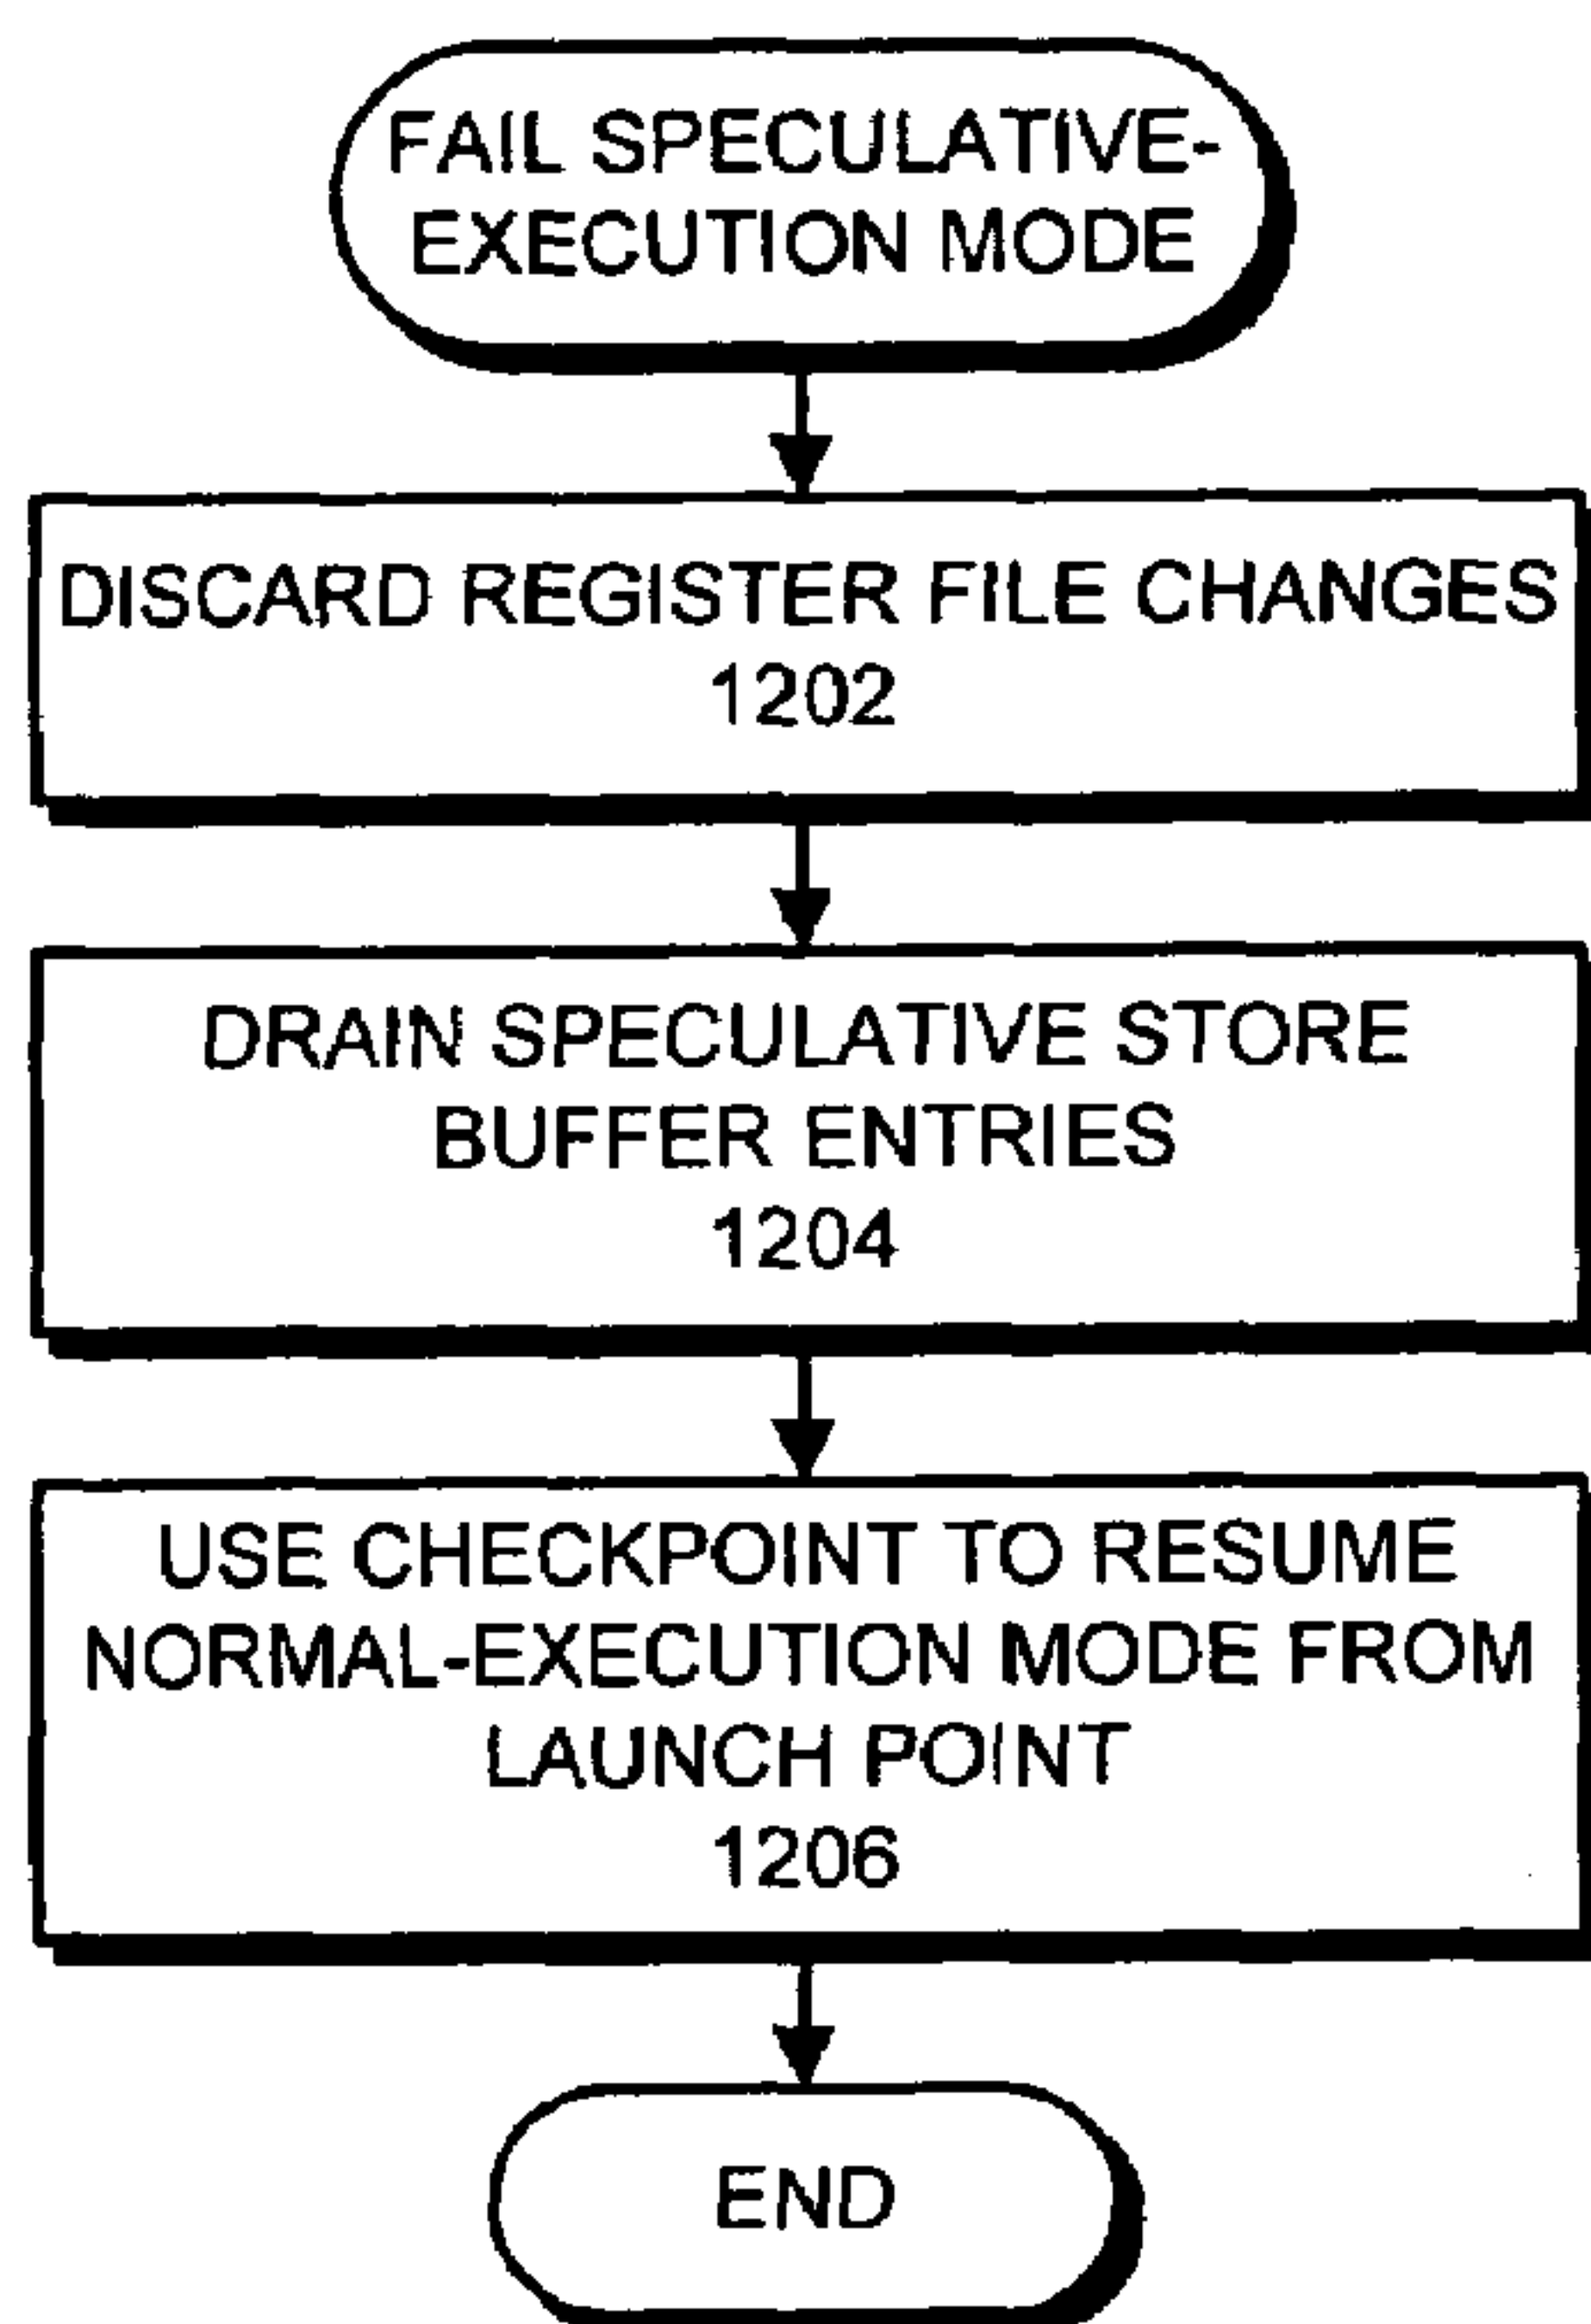 FAIL SPECULATIVE-
EXECUTION MODE
DISCARD REGISTER FILE CHANGES
1202
DRAIN SPECULATIVE STORE
BUFFER ENTRIES
1204
USE CHECKPOINT TO RESUME
NORMAL-EXECUTION MODE FROM
LAUNCH POINT
1206
END